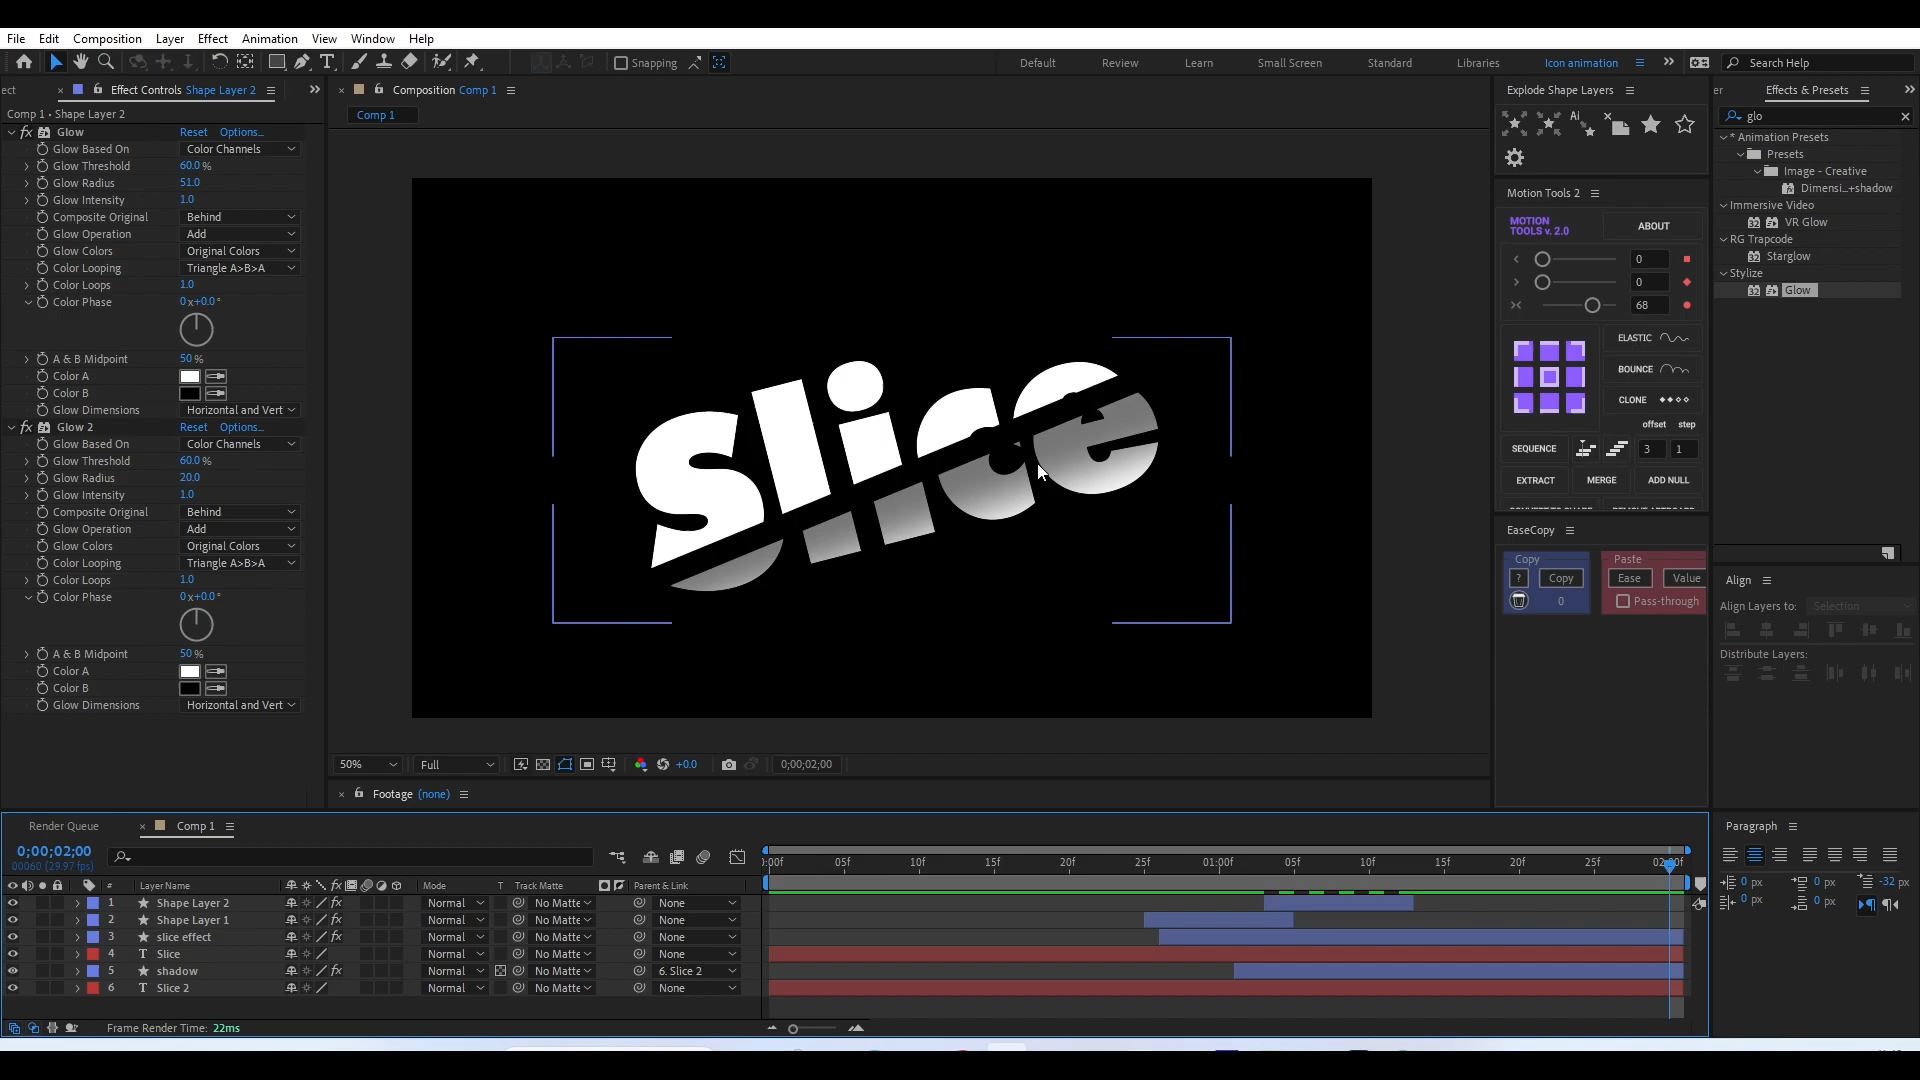 File Edit Composition Layer Effect Animation View Window Help
Snapping Default Review Learn Small Screen Standard Libraries Icon animation Search Help
ect Effect Controls Shape Layer 2
Comp 1 • Shape Layer 2
fx Glow Reset Options...
Glow Based On Color Channels
Glow Threshold 60.0 %
Glow Radius 51.0
Glow Intensity 1.0
Composite Original Behind
Glow Operation Add
Glow Colors Original Colors
Color Looping Triangle A>B>A
Color Loops 1.0
Color Phase 0 x+0.0 °
A & B Midpoint 50 %
Color A
Color B
Glow Dimensions Horizontal and Vert
fx Glow 2 Reset Options...
Glow Based On Color Channels
Glow Threshold 60.0 %
Glow Radius 20.0
Glow Intensity 1.0
Composite Original Behind
Glow Operation Add
Glow Colors Original Colors
Color Looping Triangle A>B>A
Color Loops 1.0
Color Phase 0 x+0.0 °
A & B Midpoint 50 %
Color A
Color B
Glow Dimensions Horizontal and Vert
Composition Comp 1
Comp 1
Slice
50% Full +0.0 0;00;02;00
Footage (none)
Explode Shape Layers
Ai
Motion Tools 2
MOTION
TOOLS v. 2.0
ABOUT
0
0
68
ELASTIC
BOUNCE
CLONE
offset step
SEQUENCE 3 1
EXTRACT MERGE ADD NULL
EaseCopy
Copy Paste
? Copy Ease Value
0 Pass-through
er Effects & Presets
glo
* Animation Presets
Presets
Image - Creative
Dimensi...+shadow
Immersive Video
32 VR Glow
RG Trapcode
32 Starglow
Stylize
32 Glow
Align
Align Layers to: Selection
Distribute Layers:
Paragraph
0 px 0 px -32 px
0 px 0 px
Render Queue Comp 1
0;00;02;00
00060 (29.97 fps)
):00f 05f 10f 15f 20f 25f 01:00f 05f 10f 15f 20f 25f 02:00f
# Layer Name fx Mode T Track Matte Parent & Link
1 Shape Layer 2 fx Normal No Matte None
2 Shape Layer 1 fx Normal No Matte None
3 slice effect fx Normal No Matte None
4 T Slice Normal No Matte None
5 shadow fx Normal No Matte 6. Slice 2
6 T Slice 2 Normal No Matte None
Frame Render Time: 22ms